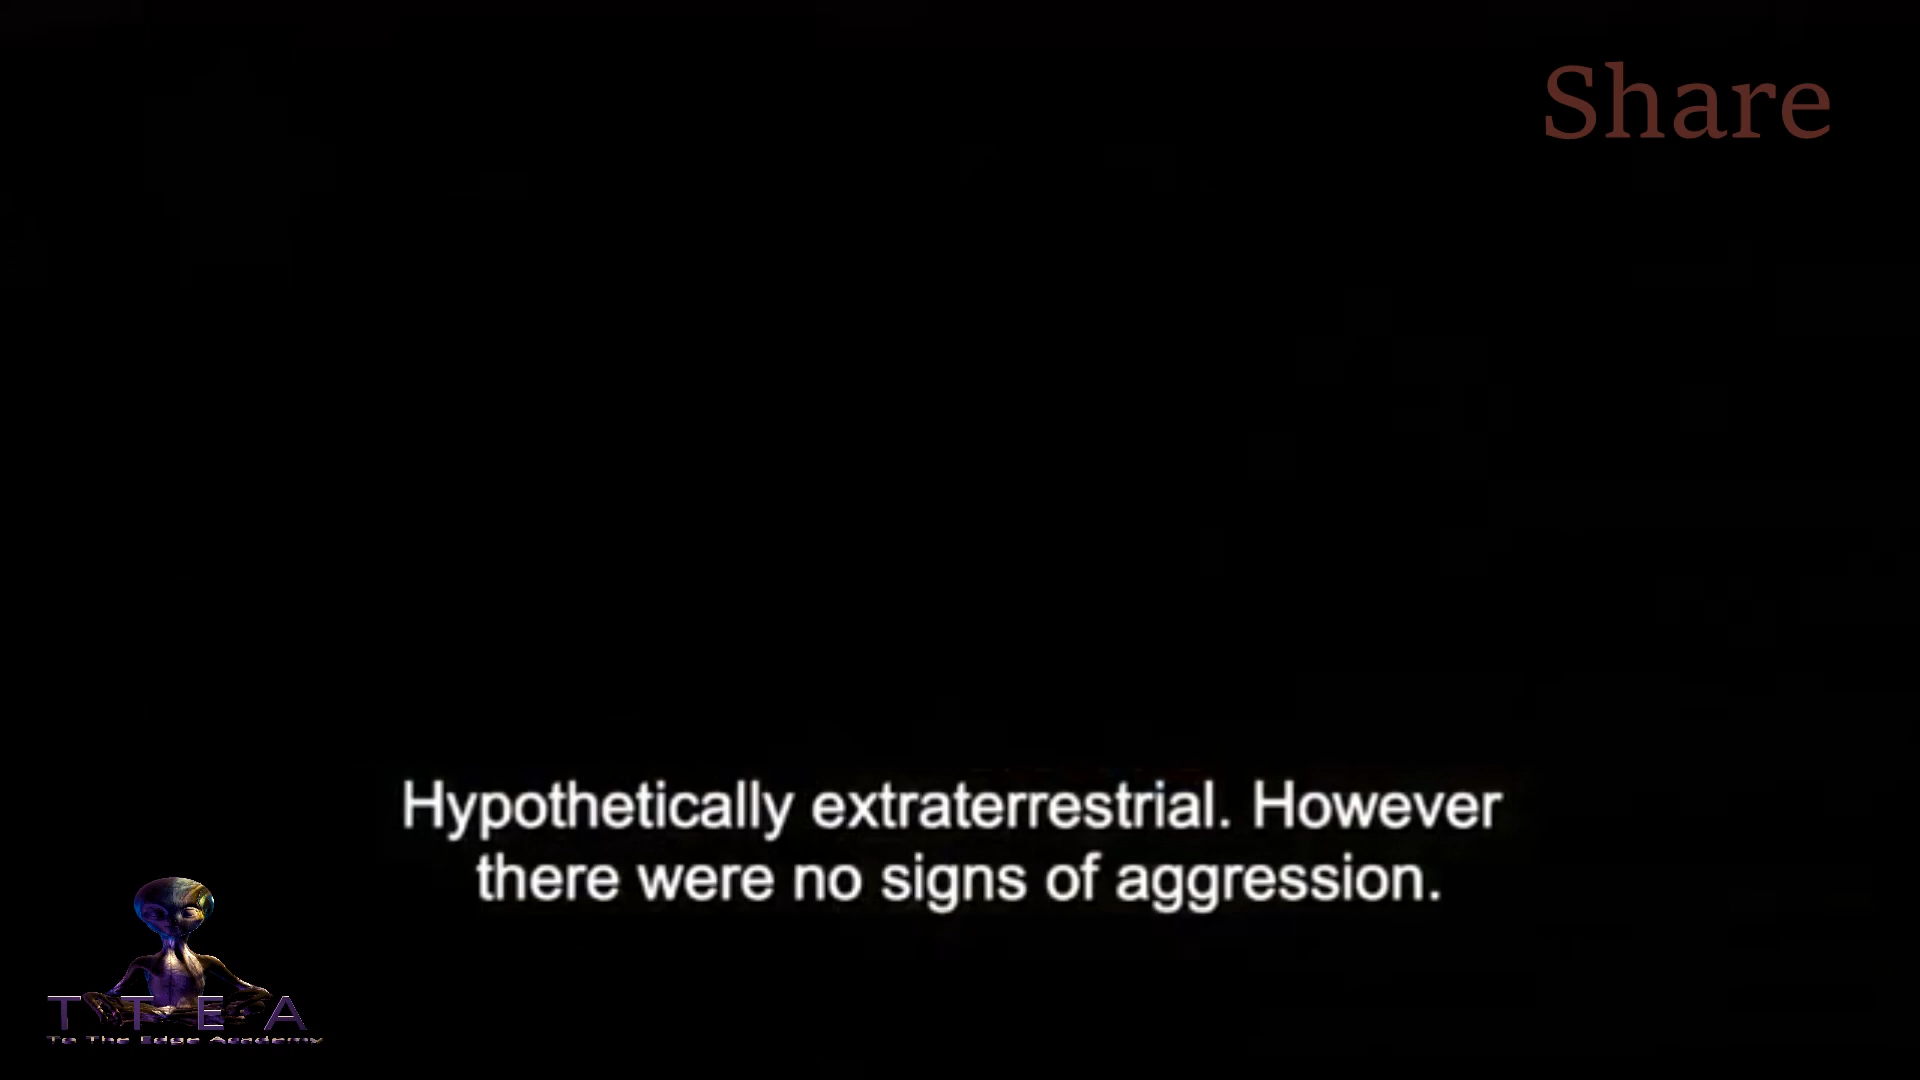 Share
Hypothetically extraterrestrial. However
there were no signs of aggression.
T T E A
To The Edge Academy